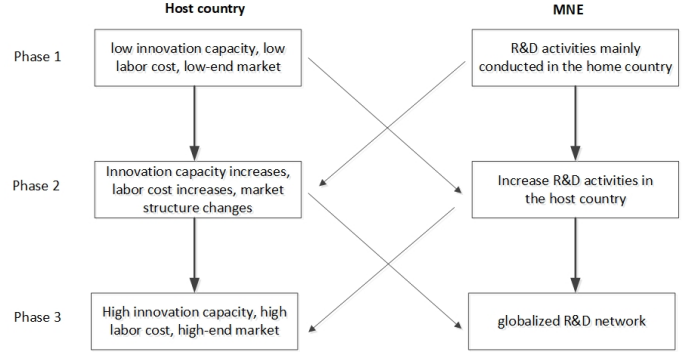 Host country
MNE
Phase 1
low innovation capacity, low
labor cost, low-end market
R&D activities mainly
conducted in the home country
Phase 2
Innovation capacity increases,
labor cost increases, market
structure changes
Increase R&D activities in
the host country
Phase 3
High innovation capacity, high
labor cost, high-end market
globalized R&D network